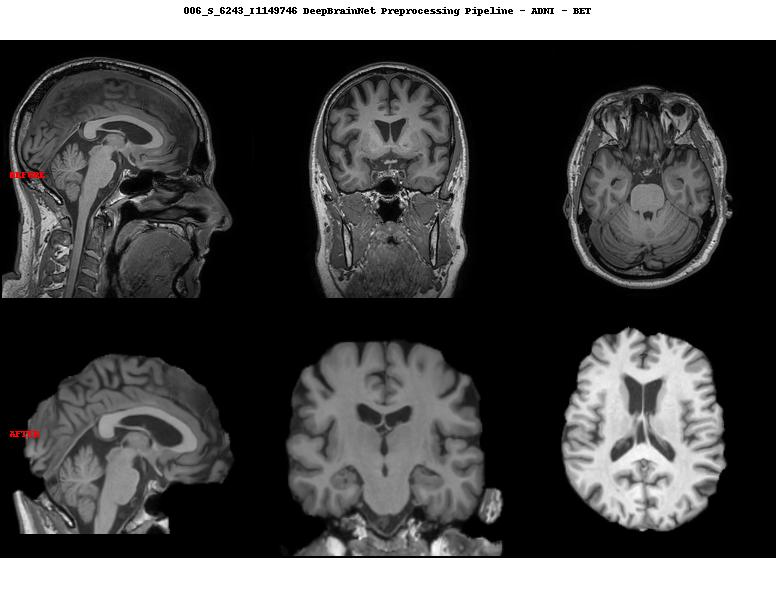 006_S_6243_I1149746 DeepBrainNet Preprocessing Pipeline - ADNI - BET
BEFORE
AFTER